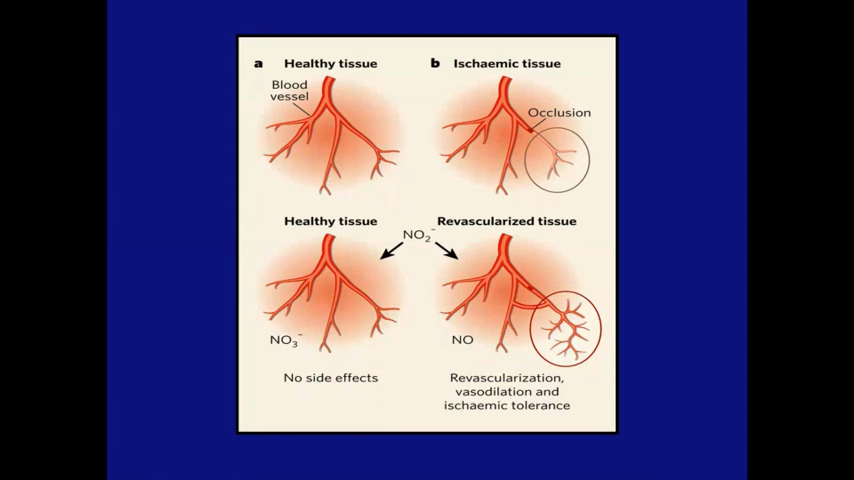 a Healthy tissue
Blood
vessel
b Ischaemic tissue
Occlusion
Healthy tissue
Revascularized tissue
NO₂⁻
NO₃⁻
NO
No side effects
Revascularization,
vasodilation and
ischaemic tolerance